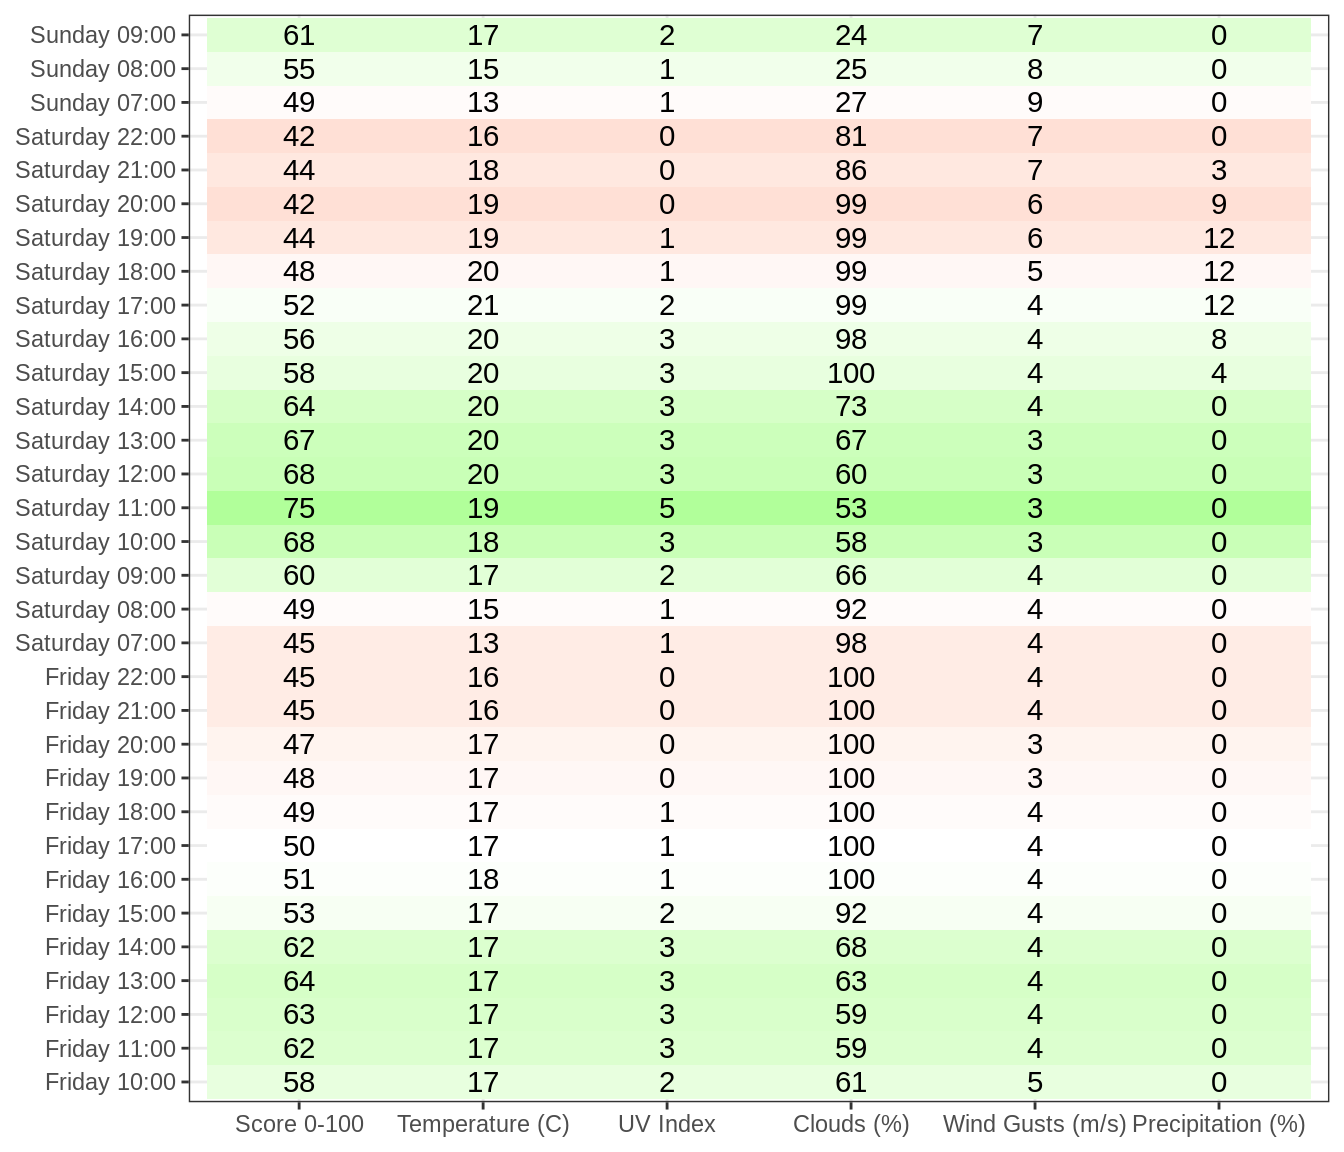 Sunday 09:00 61 17 2 24 7 0
Sunday 08:00 55 15 1 25 8 0
Sunday 07:00 49 13 1 27 9 0
Saturday 22:00 42 16 0 81 7 0
Saturday 21:00 44 18 0 86 7 3
Saturday 20:00 42 19 0 99 6 9
Saturday 19:00 44 19 1 99 6 12
Saturday 18:00 48 20 1 99 5 12
Saturday 17:00 52 21 2 99 4 12
Saturday 16:00 56 20 3 98 4 8
Saturday 15:00 58 20 3 100 4 4
Saturday 14:00 64 20 3 73 4 0
Saturday 13:00 67 20 3 67 3 0
Saturday 12:00 68 20 3 60 3 0
Saturday 11:00 75 19 5 53 3 0
Saturday 10:00 68 18 3 58 3 0
Saturday 09:00 60 17 2 66 4 0
Saturday 08:00 49 15 1 92 4 0
Saturday 07:00 45 13 1 98 4 0
Friday 22:00 45 16 0 100 4 0
Friday 21:00 45 16 0 100 4 0
Friday 20:00 47 17 0 100 3 0
Friday 19:00 48 17 0 100 3 0
Friday 18:00 49 17 1 100 4 0
Friday 17:00 50 17 1 100 4 0
Friday 16:00 51 18 1 100 4 0
Friday 15:00 53 17 2 92 4 0
Friday 14:00 62 17 3 68 4 0
Friday 13:00 64 17 3 63 4 0
Friday 12:00 63 17 3 59 4 0
Friday 11:00 62 17 3 59 4 0
Friday 10:00 58 17 2 61 5 0
Score 0-100 Temperature (C) UV Index Clouds (%) Wind Gusts (m/s) Precipitation (%)